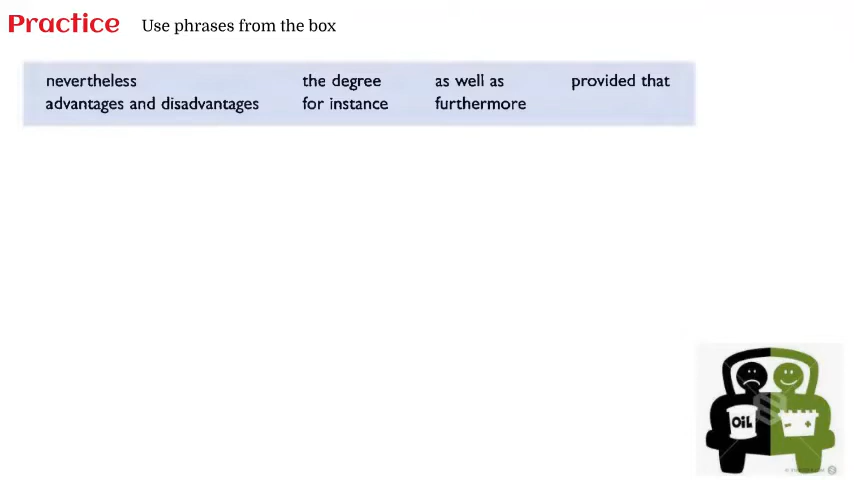 Practice Use phrases from the box
nevertheless the degree as well as provided that
advantages and disadvantages for instance furthermore
OIL
- +